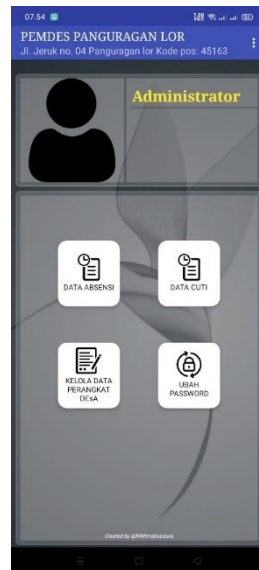 07.54
PEMDES PANGURAGAN LOR
Jl. Jeruk no. 04 Panguragan lor Kode pos: 45163
Administrator
DATA ABSENSI
DATA CUTI
KELOLA DATA
PERANGKAT
DEsA
UBAH
PASSWORD
Created by